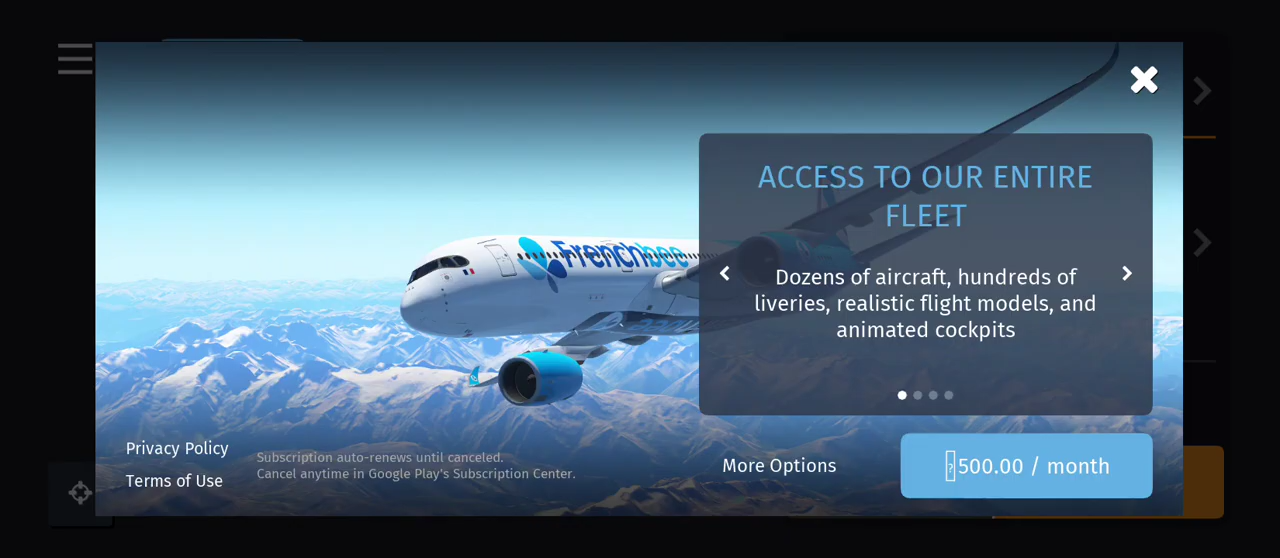 Frenchbee
ACCESS TO OUR ENTIRE
FLEET
Dozens of aircraft, hundreds of
liveries, realistic flight models, and
animated cockpits
Privacy Policy
Terms of Use
Subscription auto-renews until canceled.
Cancel anytime in Google Play's Subscription Center.
More Options
500.00 / month